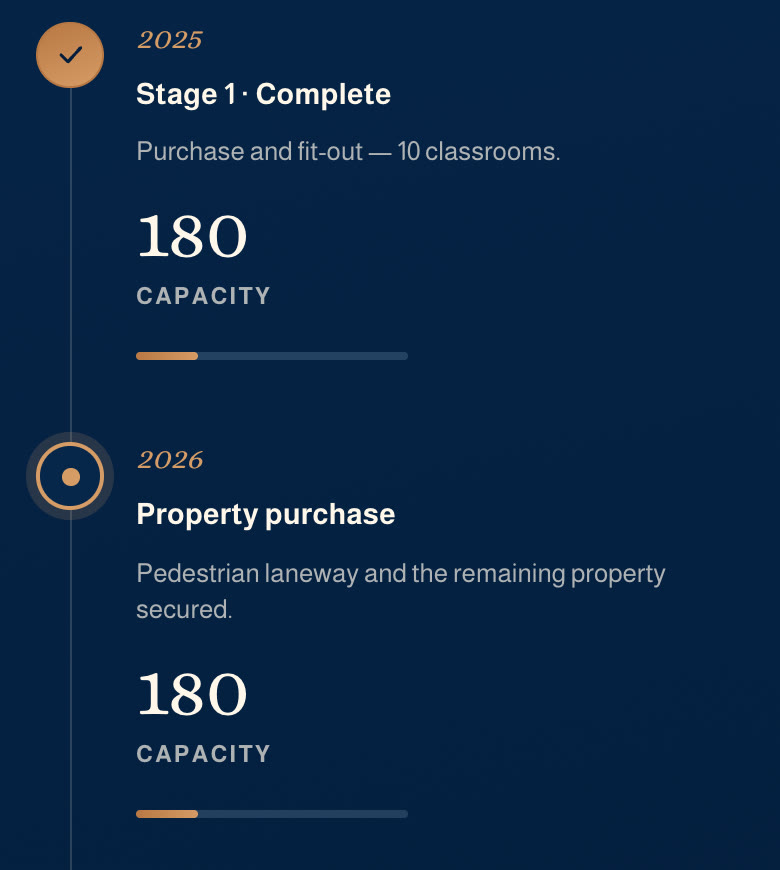 2025
Stage 1 · Complete
Purchase and fit-out — 10 classrooms.
180
CAPACITY
2026
Property purchase
Pedestrian laneway and the remaining property
secured.
180
CAPACITY